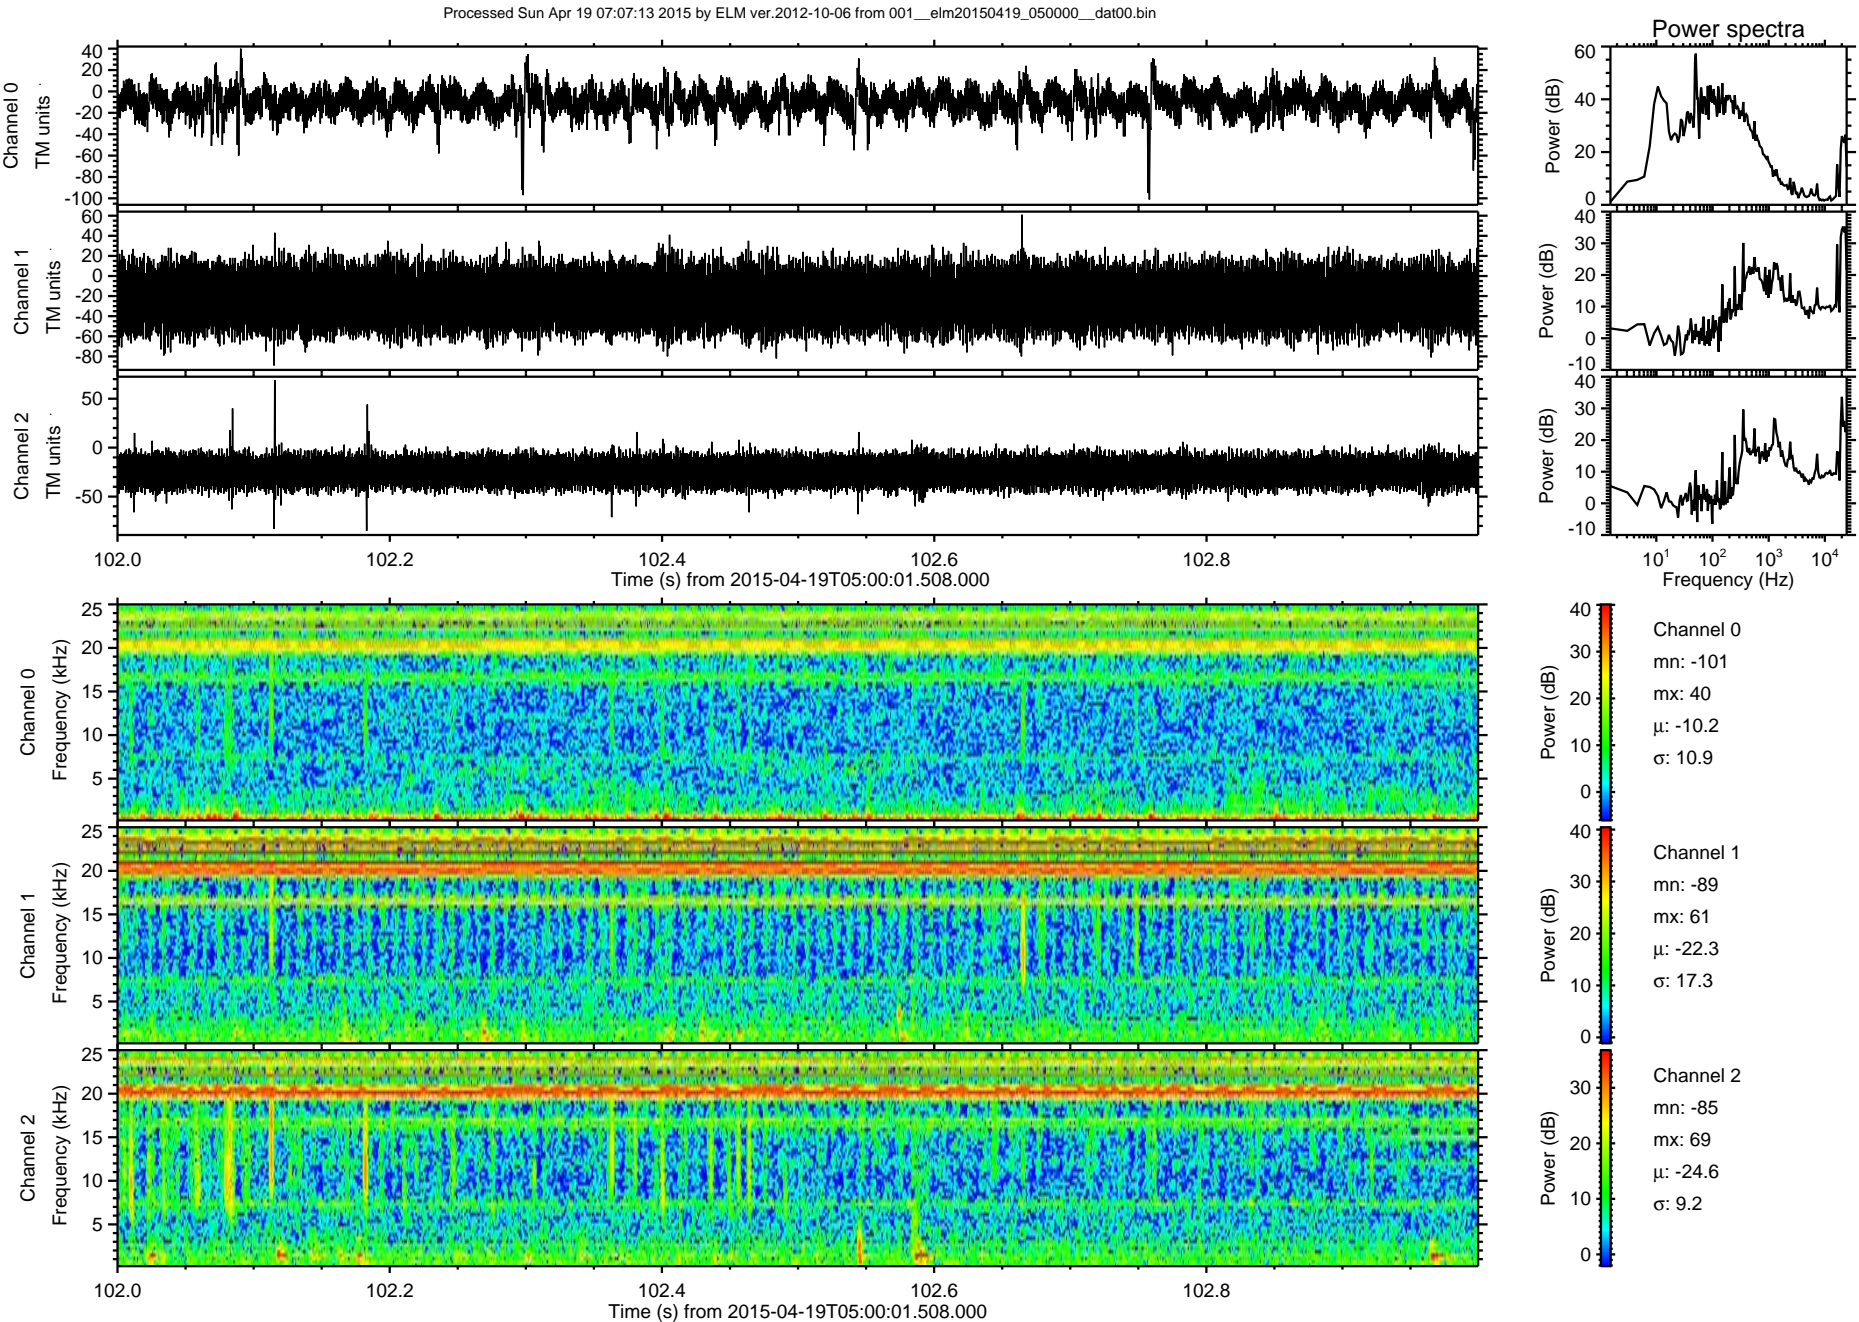 Processed Sun Apr 19 07:07:13 2015 by ELM ver.2012-10-06 from 001__elm20150419_050000__dat00.bin
Power spectra
Channel 0
TM units
40
20
0
-20
-40
-60
-80
-100
Power (dB)
60
40
20
0
Channel 1
TM units
60
40
20
0
-20
-40
-60
-80
Power (dB)
40
30
20
10
0
-10
Channel 2
TM units
50
0
-50
Power (dB)
40
30
20
10
0
-10
102.0 102.2 102.4 102.6 102.8
Time (s) from 2015-04-19T05:00:01.508.000
10^1 10^2 10^3 10^4
Frequency (Hz)
Channel 0
Frequency (kHz)
25
20
15
10
5
Power (dB)
40
30
20
10
0
Channel 0
mn: -101
mx: 40
μ: -10.2
σ: 10.9
Channel 1
Frequency (kHz)
25
20
15
10
5
Power (dB)
40
30
20
10
0
Channel 1
mn: -89
mx: 61
μ: -22.3
σ: 17.3
Channel 2
Frequency (kHz)
25
20
15
10
5
Power (dB)
30
20
10
0
Channel 2
mn: -85
mx: 69
μ: -24.6
σ: 9.2
102.0 102.2 102.4 102.6 102.8
Time (s) from 2015-04-19T05:00:01.508.000